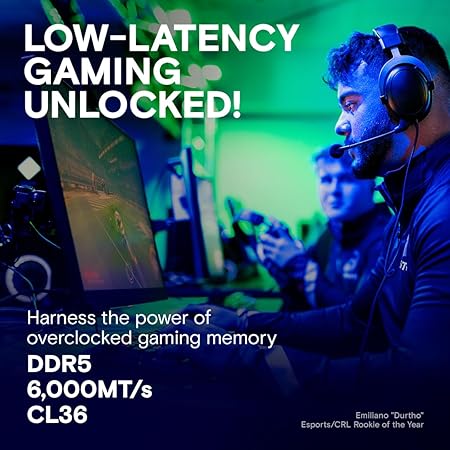 LOW-LATENCY
GAMING
UNLOCKED!
Harness the power of
overclocked gaming memory
DDR5
6,000MT/s
CL36
Emiliano "Durtho"
Esports/CRL Rookie of the Year